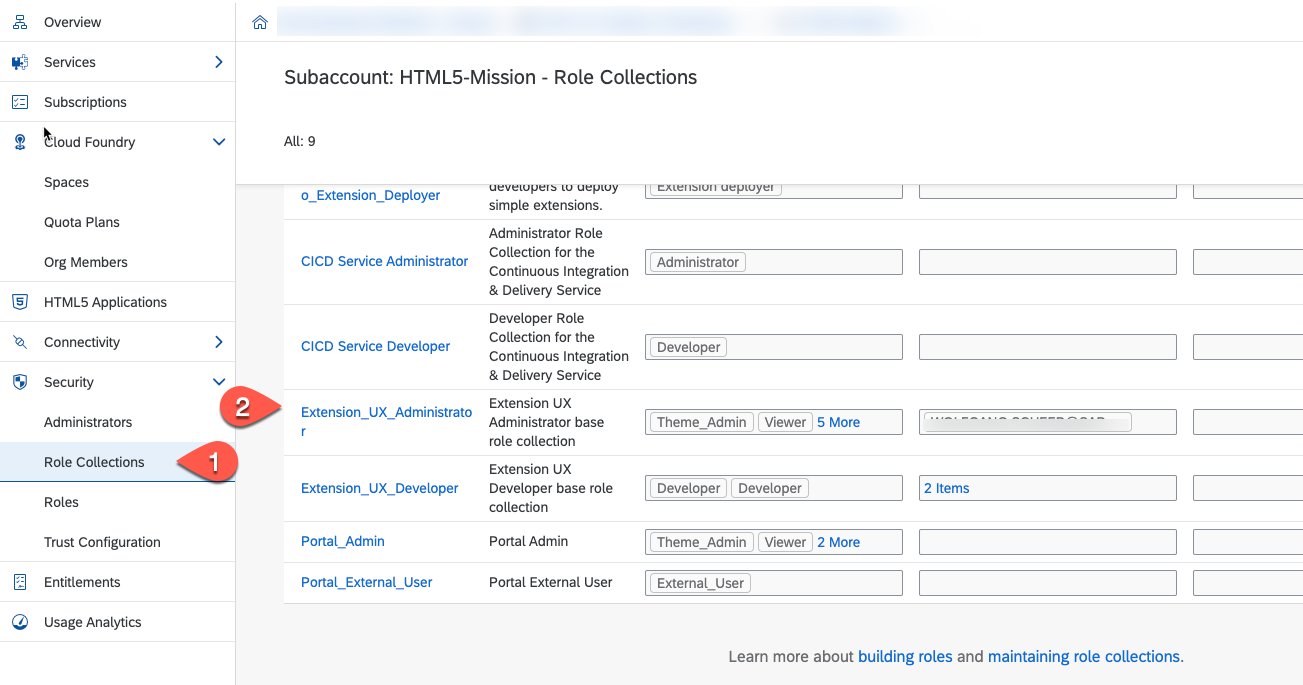 Overview
Services
Subscriptions
Cloud Foundry
Spaces
Quota Plans
Org Members
HTML5 Applications
Connectivity
Security
Administrators
Role Collections
Roles
Trust Configuration
Entitlements
Usage Analytics
2
1
Subaccount: HTML5-Mission - Role Collections
All: 9
o_Extension_Deployer
developers to deploy
simple extensions.
Extension deployer
CICD Service Administrator
Administrator Role
Collection for the
Continuous Integration
& Delivery Service
Administrator
CICD Service Developer
Developer Role
Collection for the
Continuous Integration
& Delivery Service
Developer
Extension_UX_Administrato
r
Extension UX
Administrator base
role collection
Theme_Admin Viewer 5 More
Extension_UX_Developer
Extension UX
Developer base role
collection
Developer Developer
2 Items
Portal_Admin
Portal Admin
Theme_Admin Viewer 2 More
Portal_External_User
Portal External User
External_User
Learn more about building roles and maintaining role collections.